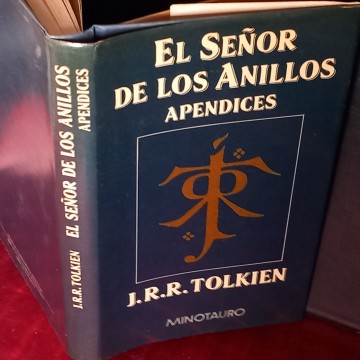 EL SEÑOR
DE LOS ANILLOS
APENDICES
J.R.R. TOLKIEN
MINOTAURO
J.R.R. TOLKIEN EL SEÑOR DE LOS ANILLOS
APENDICES